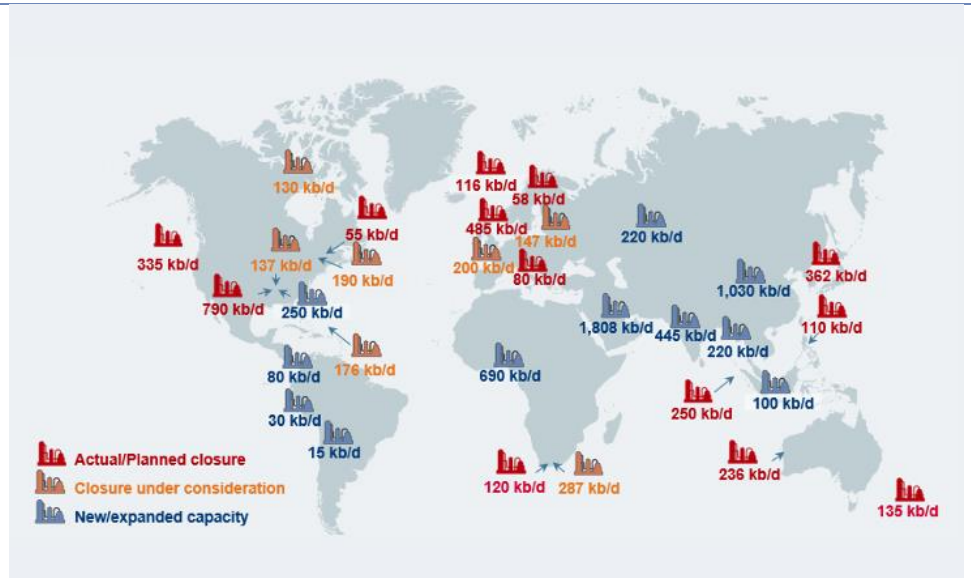 130 kb/d
116 kb/d
58 kb/d
55 kb/d
485 kb/d
147 kb/d
220 kb/d
335 kb/d
137 kb/d
190 kb/d
200 kb/d
80 kb/d
362 kb/d
1,030 kb/d
790 kb/d
250 kb/d
1,808 kb/d
445 kb/d
220 kb/d
110 kb/d
80 kb/d
176 kb/d
690 kb/d
250 kb/d
100 kb/d
30 kb/d
15 kb/d
Actual/Planned closure
Closure under consideration
New/expanded capacity
120 kb/d
287 kb/d
236 kb/d
135 kb/d